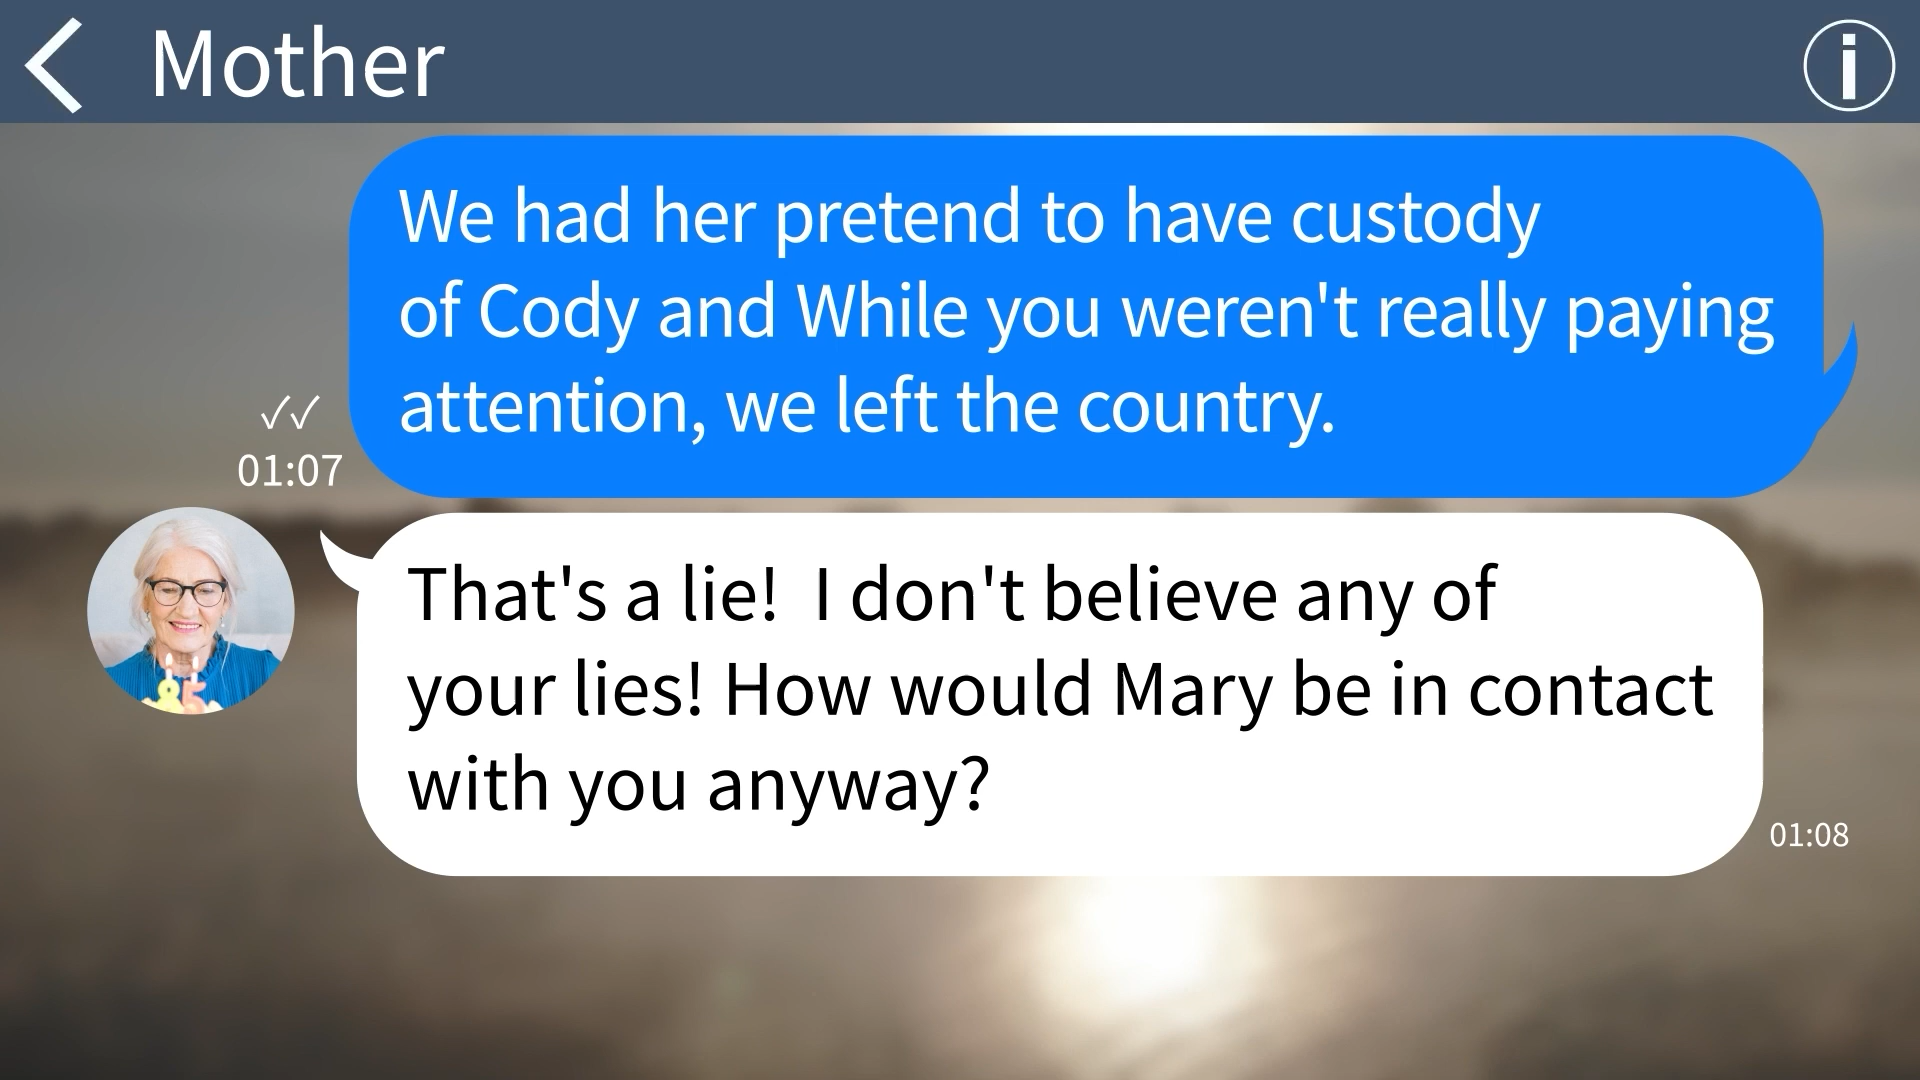 Mother
We had her pretend to have custody
of Cody and While you weren't really paying
attention, we left the country.
✓✓
01:07
That's a lie!  I don't believe any of
your lies! How would Mary be in contact
with you anyway?
01:08
85